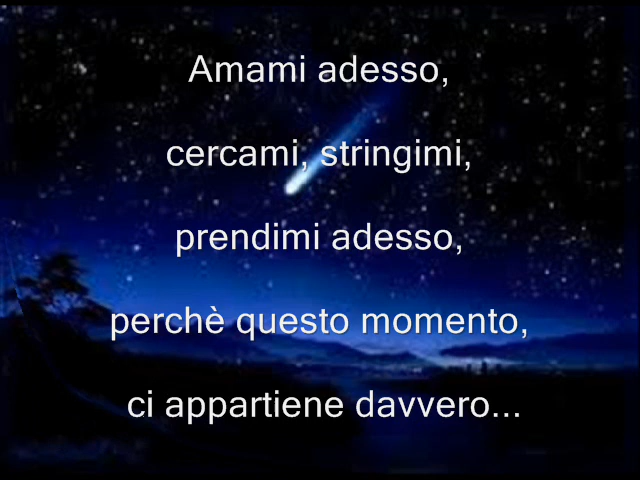 Amami adesso,
cercami, stringimi,
prendimi adesso,
perchè questo momento,
ci appartiene davvero...